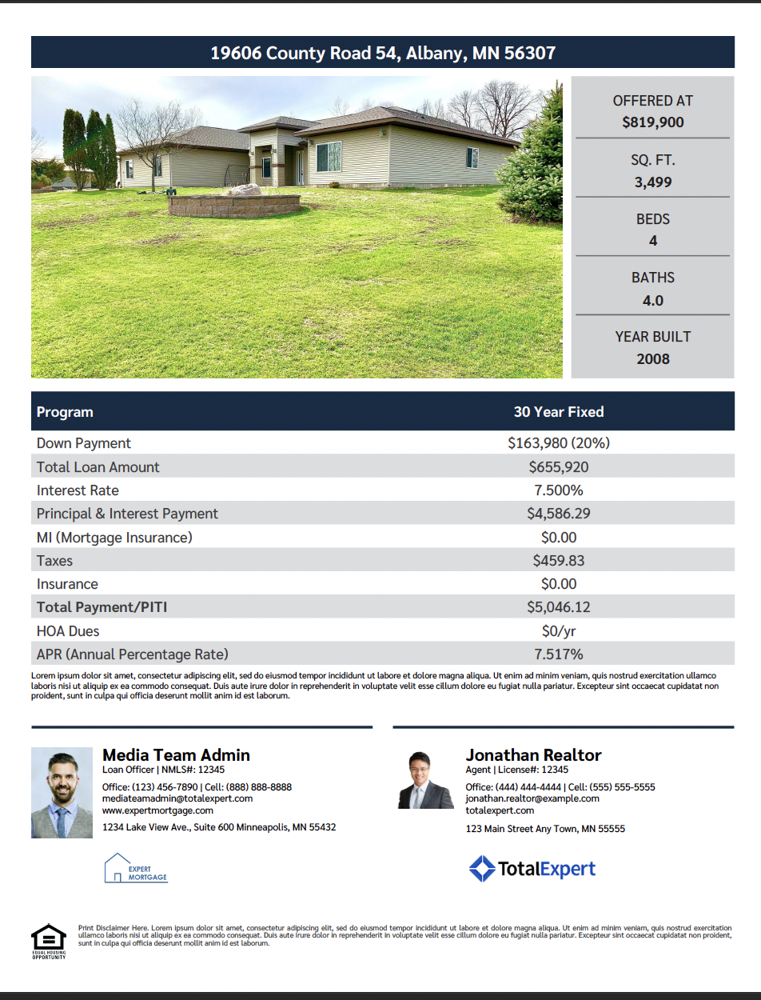 19606 County Road 54, Albany, MN 56307
OFFERED AT
$819,900
SQ. FT.
3,499
BEDS
4
BATHS
4.0
YEAR BUILT
2008
Program 30 Year Fixed
Down Payment $163,980 (20%)
Total Loan Amount $655,920
Interest Rate 7.500%
Principal & Interest Payment $4,586.29
MI (Mortgage Insurance) $0.00
Taxes $459.83
Insurance $0.00
Total Payment/PITI $5,046.12
HOA Dues $0/yr
APR (Annual Percentage Rate) 7.517%
Lorem ipsum dolor sit amet, consectetur adipiscing elit, sed do eiusmod tempor incididunt ut labore et dolore magna aliqua. Ut enim ad minim veniam, quis nostrud exercitation ullamco
laboris nisi ut aliquip ex ea commodo consequat. Duis aute irure dolor in reprehenderit in voluptate velit esse cillum dolore eu fugiat nulla pariatur. Excepteur sint occaecat cupidatat non
proident, sunt in culpa qui officia deserunt mollit anim id est laborum.
Media Team Admin
Loan Officer | NMLS#: 12345
Office: (123) 456-7890 | Cell: (888) 888-8888
mediateamadmin@totalexpert.com
www.expertmortgage.com
1234 Lake View Ave., Suite 600 Minneapolis, MN 55432
EXPERT
MORTGAGE
Jonathan Realtor
Agent | License#: 12345
Office: (444) 444-4444 | Cell: (555) 555-5555
jonathan.realtor@example.com
totalexpert.com
123 Main Street Any Town, MN 55555
TotalExpert
EQUAL HOUSING
OPPORTUNITY
Print Disclaimer Here. Lorem ipsum dolor sit amet, consectetur adipiscing elit, sed do eiusmod tempor incididunt ut labore et dolore magna aliqua. Ut enim ad minim veniam, quis nostrud exercitation
ullamco laboris nisi ut aliquip ex ea commodo consequat. Duis aute irure dolor in reprehenderit in voluptate velit esse cillum dolore eu fugiat nulla pariatur. Excepteur sint occaecat cupidatat non proident,
sunt in culpa qui officia deserunt mollit anim id est laborum.